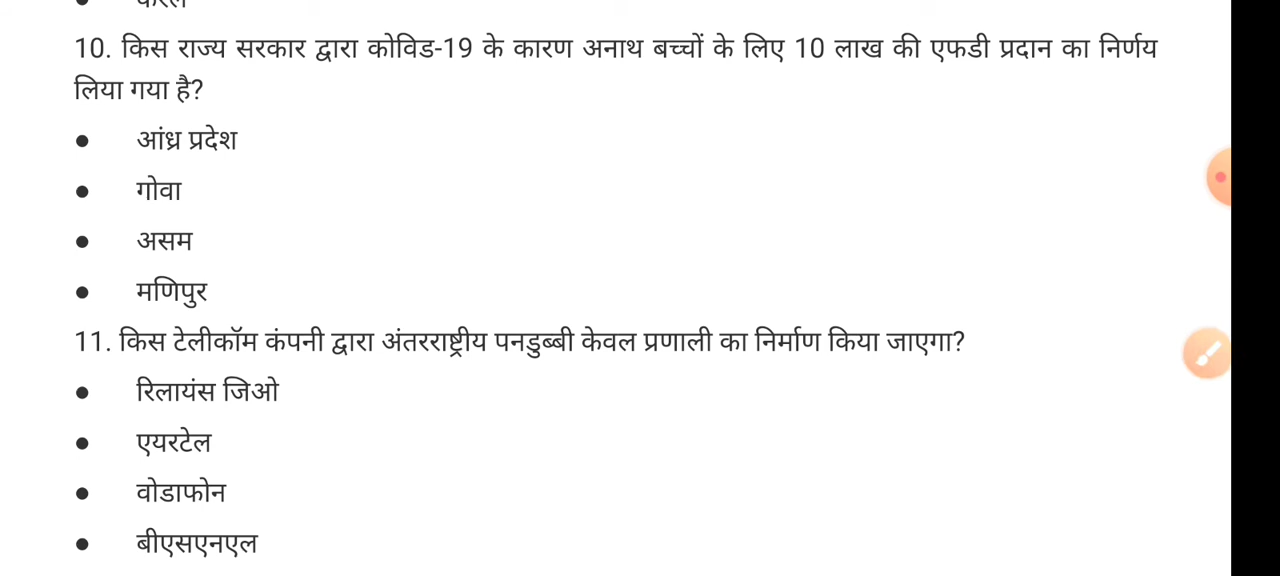 10. किस राज्य सरकार द्वारा कोविड-19 के कारण अनाथ बच्चों के लिए 10 लाख की एफडी प्रदान का निर्णय
लिया गया है?
● आंध्र प्रदेश
● गोवा
● असम
● मणिपुर
11. किस टेलीकॉम कंपनी द्वारा अंतरराष्ट्रीय पनडुब्बी केवल प्रणाली का निर्माण किया जाएगा?
● रिलायंस जिओ
● एयरटेल
● वोडाफोन
● बीएसएनएल